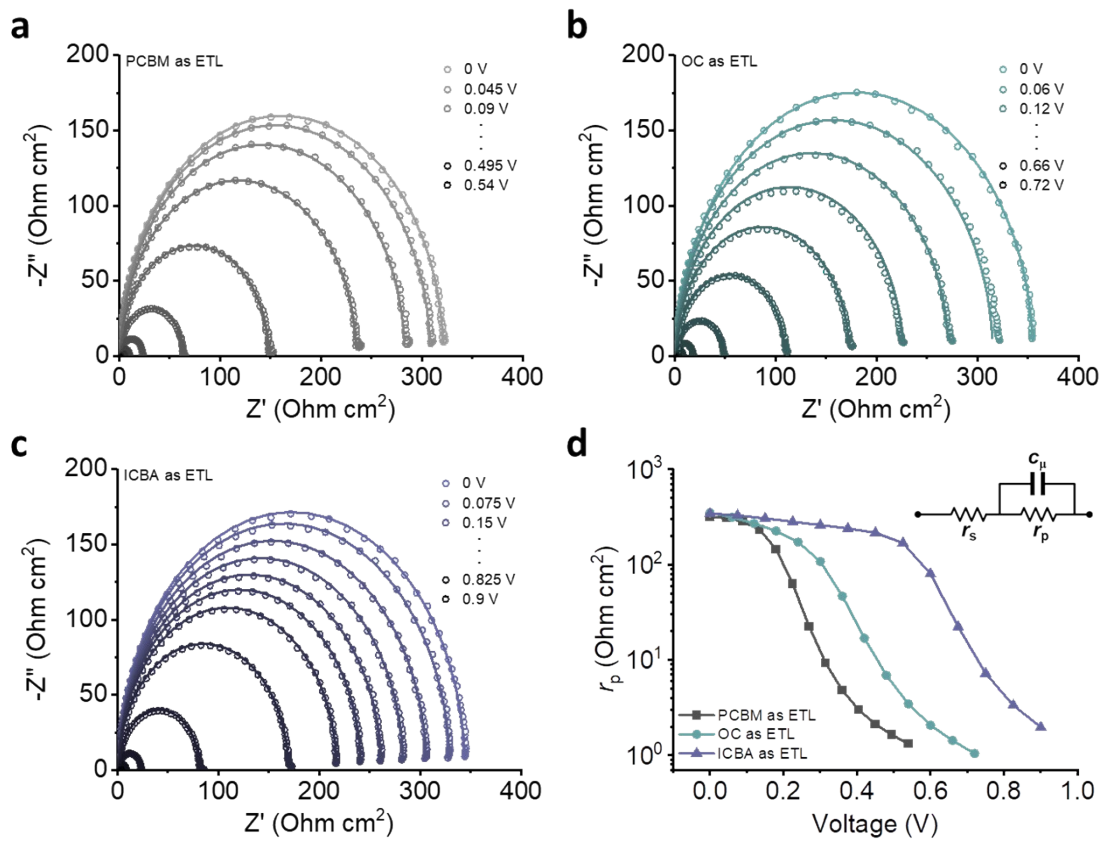 a
PCBM as ETL
0 V
0.045 V
0.09 V
.
.
.
0.495 V
0.54 V
200
150
100
50
0
-Z'' (Ohm cm²)
0 100 200 300 400
Z' (Ohm cm²)
b
OC as ETL
0 V
0.06 V
0.12 V
.
.
.
0.66 V
0.72 V
200
150
100
50
0
-Z'' (Ohm cm²)
0 100 200 300 400
Z' (Ohm cm²)
c
ICBA as ETL
0 V
0.075 V
0.15 V
.
.
.
0.825 V
0.9 V
200
150
100
50
0
-Z'' (Ohm cm²)
0 100 200 300 400
Z' (Ohm cm²)
d
10³
10²
10¹
10⁰
rₚ (Ohm cm²)
cμ
rₛ rₚ
PCBM as ETL
OC as ETL
ICBA as ETL
0.0 0.2 0.4 0.6 0.8 1.0
Voltage (V)